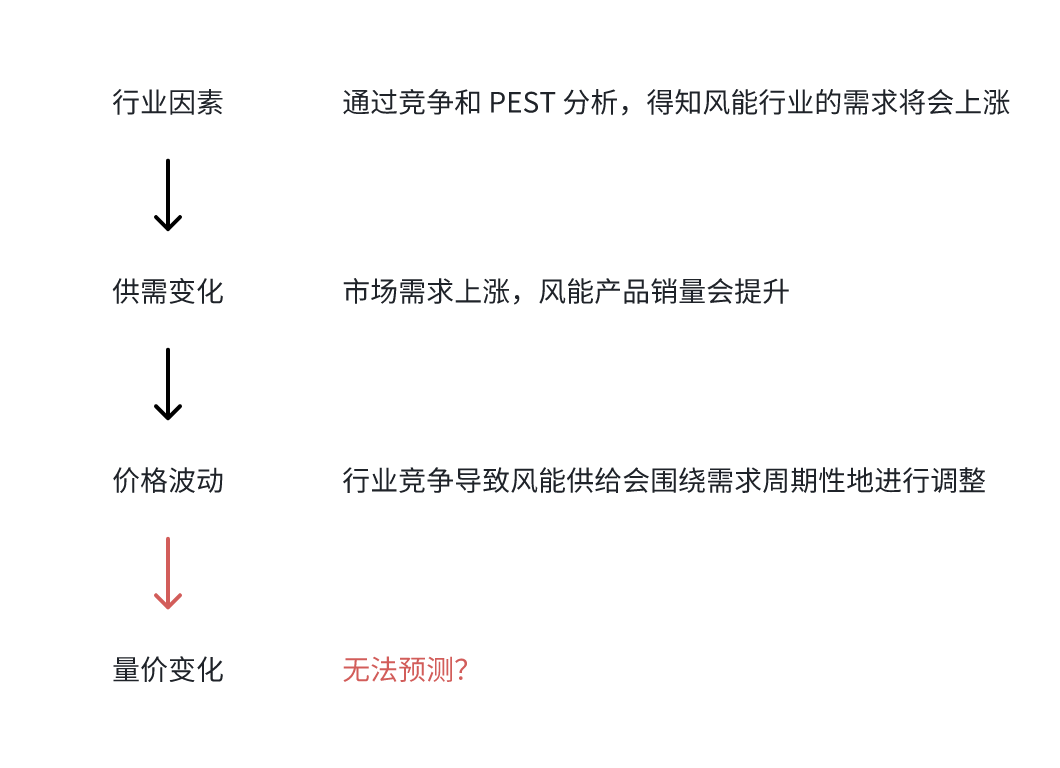 行业因素 通过竞争和 PEST 分析，得知风能行业的需求将会上涨
供需变化 市场需求上涨，风能产品销量会提升
价格波动 行业竞争导致风能供给会围绕需求周期性地进行调整
量价变化 无法预测？